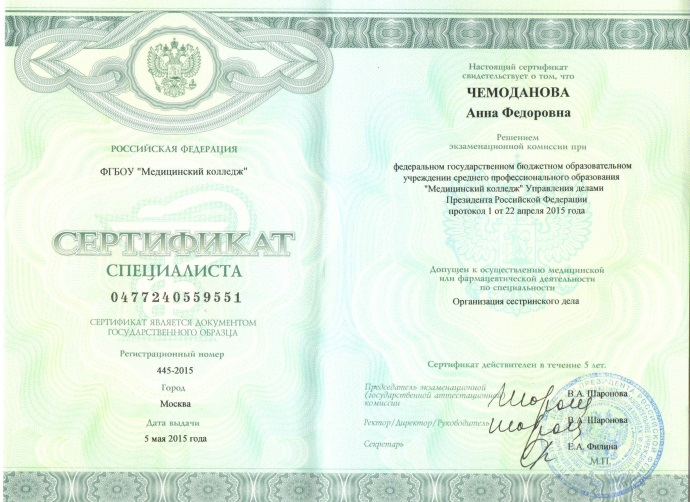 РОССИЙСКАЯ ФЕДЕРАЦИЯ
ФГБОУ "Медицинский колледж"
СЕРТИФИКАТ
СПЕЦИАЛИСТА
0477240559551
СЕРТИФИКАТ ЯВЛЯЕТСЯ ДОКУМЕНТОМ
ГОСУДАРСТВЕННОГО ОБРАЗЦА
Регистрационный номер
445-2015
Город
Москва
Дата выдачи
5 мая 2015 года
Настоящий сертификат
свидетельствует о том, что
ЧЕМОДАНОВА
Анна Федоровна
Решением
экзаменационной комиссии при
федеральном государственном бюджетном образовательном
учреждении среднего профессионального образования
"Медицинский колледж" Управления делами
Президента Российской Федерации
протокол 1 от 22 апреля 2015 года
Допущен к осуществлению медицинской
или фармацевтической деятельности
по специальности
Организация сестринского дела
Сертификат действителен в течение 5 лет.
Председатель экзаменационной
(государственной аттестационной)
комиссии
В.А. Шаронова
Ректор/Директор/Руководитель
В.А. Шаронова
Секретарь
Е.А. Филина
М.П.